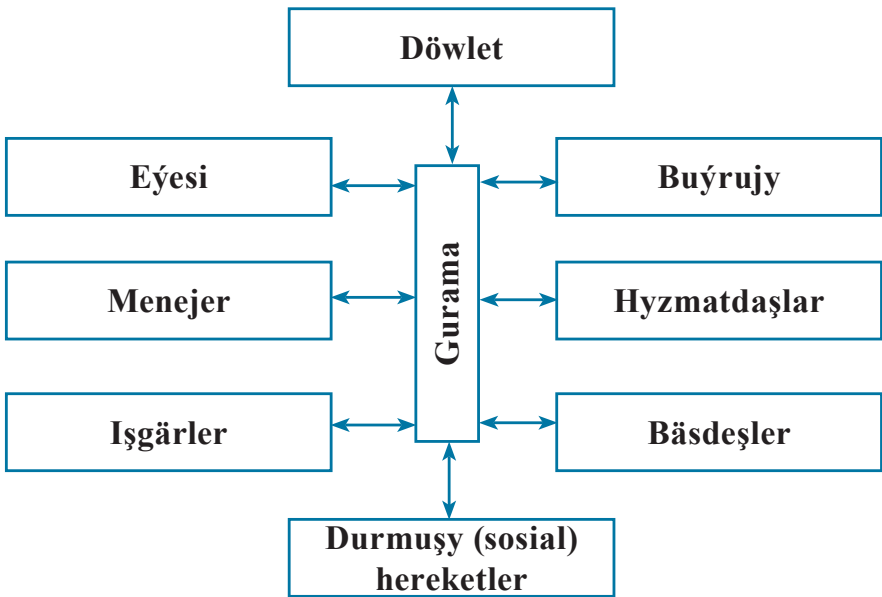 Döwlet
Eýesi
Buýrujy
Gurama
Menejer
Hyzmatdaşlar
Işgärler
Bäsdeşler
Durmuşy (sosial)
hereketler